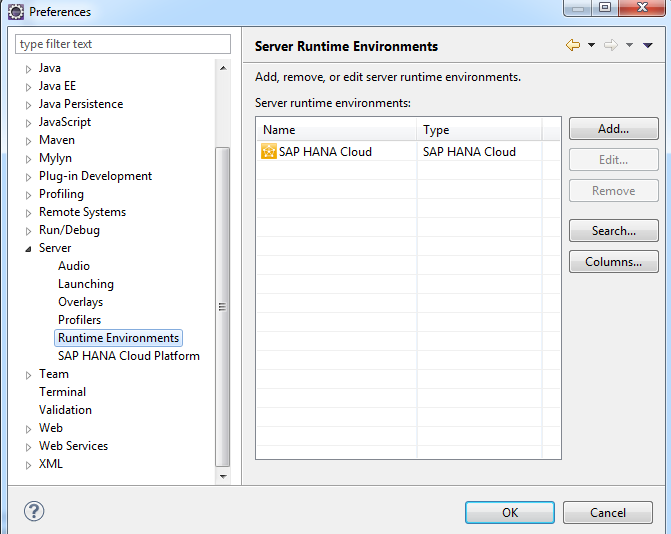 Preferences
type filter text
Java
Java EE
Java Persistence
JavaScript
Maven
Mylyn
Plug-in Development
Profiling
Remote Systems
Run/Debug
Server
Audio
Launching
Overlays
Profilers
Runtime Environments
SAP HANA Cloud Platform
Team
Terminal
Validation
Web
Web Services
XML
Server Runtime Environments
Add, remove, or edit server runtime environments.
Server runtime environments:
Name Type
SAP HANA Cloud SAP HANA Cloud
Add...
Edit...
Remove
Search...
Columns...
?
OK Cancel